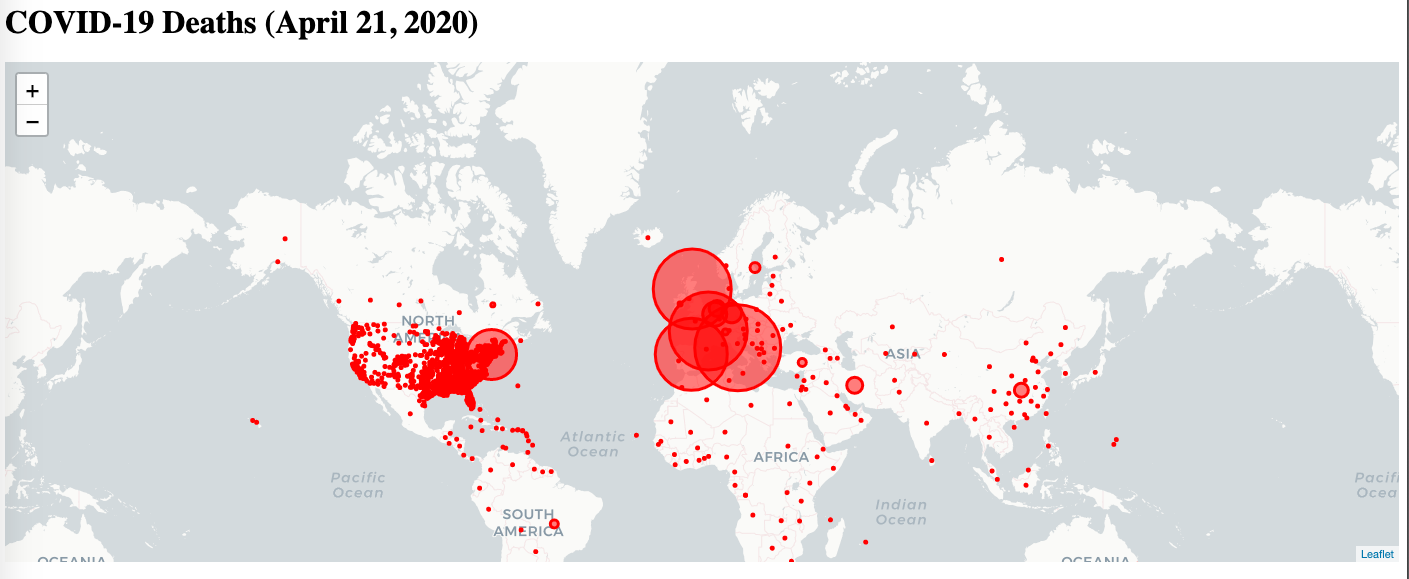 COVID-19 Deaths (April 21, 2020)
+
−
NORTH
AMERICA
ASIA
Atlantic
Ocean
AFRICA
Pacific
Ocean
Indian
Ocean
SOUTH
AMERICA
Pacifi
Ocea
OCEANIA
OCEANIA
Leaflet